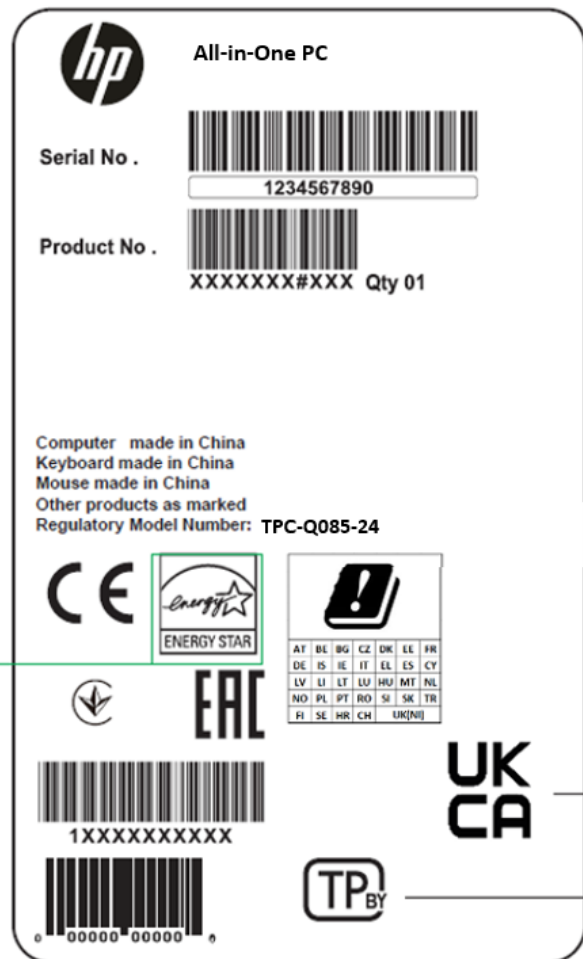 hp
All-in-One PC
Serial No .
1234567890
Product No .
XXXXXXX#XXX Qty 01
Computer made in China
Keyboard made in China
Mouse made in China
Other products as marked
Regulatory Model Number: TPC-Q085-24
CE
energy
ENERGY STAR
AT BE BG CZ DK EE FR
DE IS IE IT EL ES CY
LV LI LT LU HU MT NL
NO PL PT RO SI SK TR
FI SE HR CH UK[NI]
EAC
UK
CA
1XXXXXXXXXX
TP BY
0 00000 00000 0